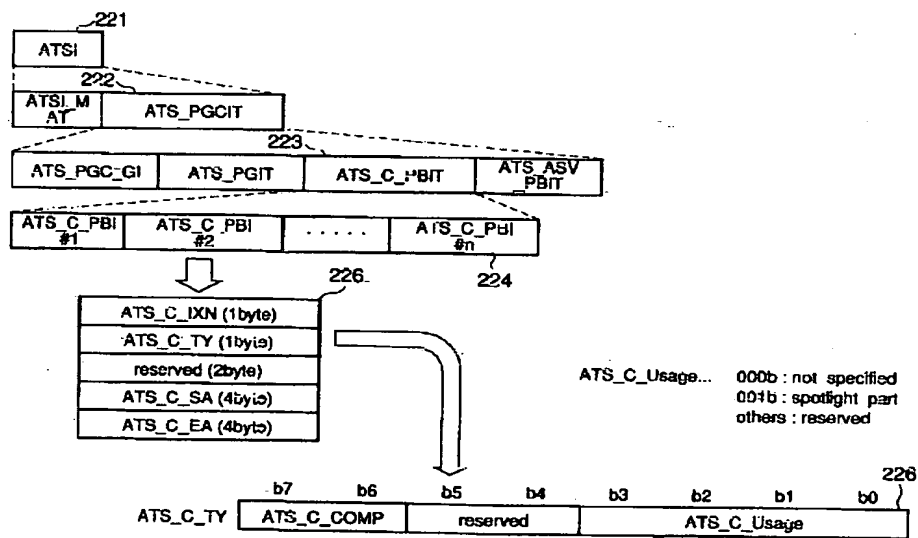 221
ATSI
222
ATSI_M
AT
ATS_PGCIT
223
ATS_PGC_GI
ATS_PGIT
ATS_C_PBIT
ATS_ASV
_PBIT
ATS_C_PBI
#1
ATS_C_PBI
#2
.....
ATS_C_PBI
#n
224
226
ATS_C_IXN (1byte)
ATS_C_TY (1byte)
reserved (2byte)
ATS_C_SA (4byte)
ATS_C_EA (4byte)
ATS_C_Usage... 000b : not specified
001b : spotlight part
others : reserved
226
b7 b6 b5 b4 b3 b2 b1 b0
ATS_C_TY ATS_C_COMP reserved ATS_C_Usage